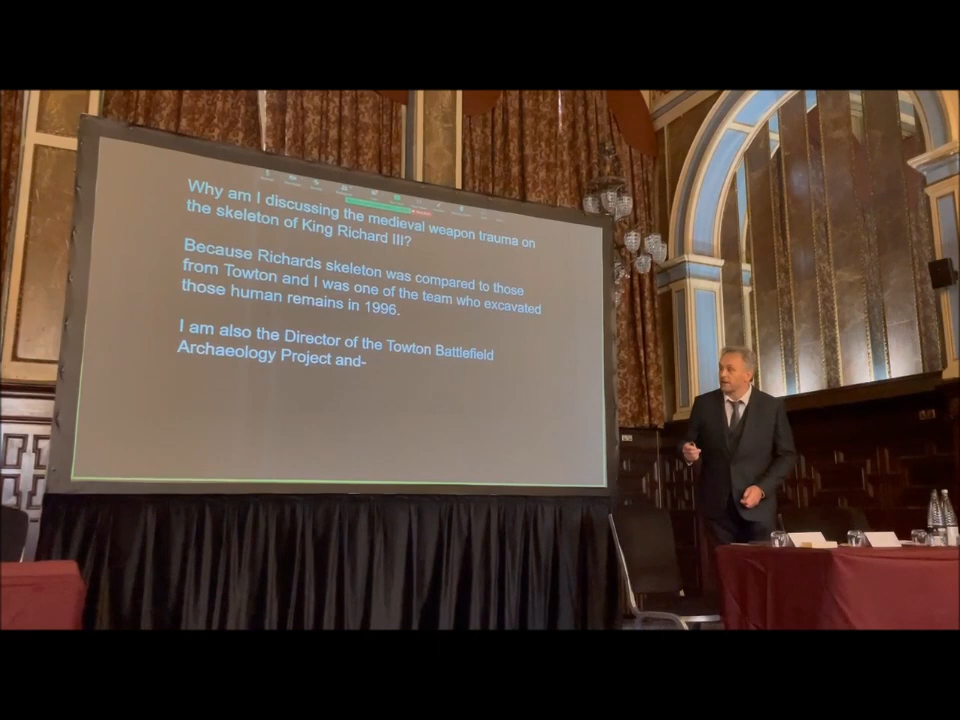 Why am I discussing the medieval weapon trauma on
the skeleton of King Richard III?
Because Richards skeleton was compared to those
from Towton and I was one of the team who excavated
those human remains in 1996.
I am also the Director of the Towton Battlefield
Archaeology Project and-